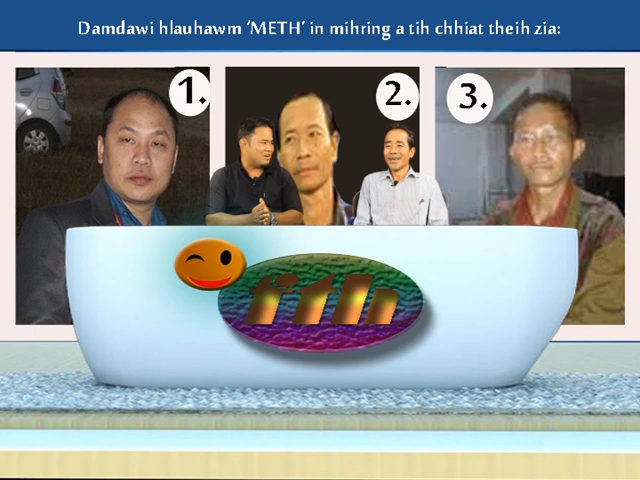 Damdawi hlauhawm ‘METH’ in mihring a tih chhiat theih zia:
1.
2.
3.